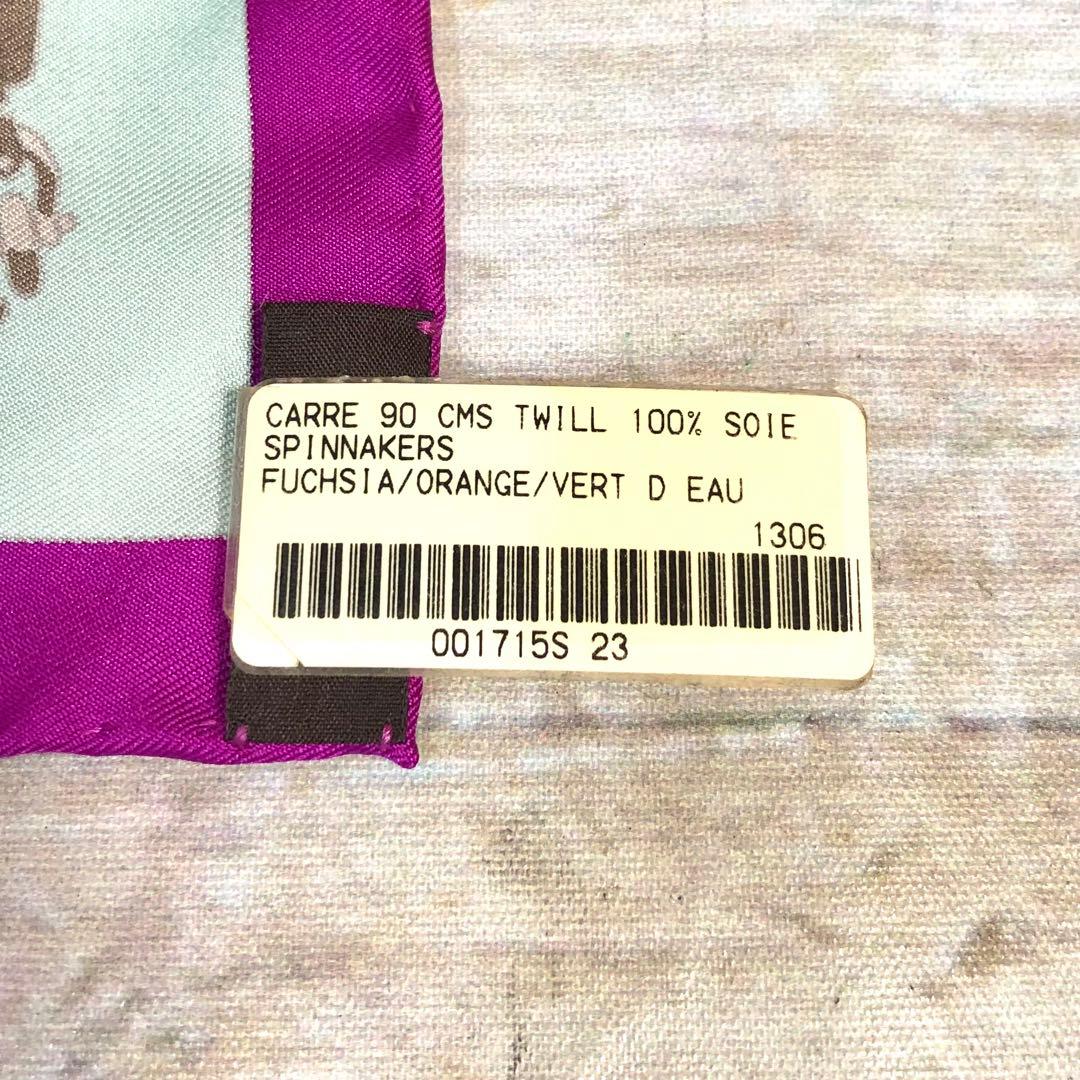 CARRE 90 CMS TWILL 100% SOIE
SPINNAKERS
FUCHSIA/ORANGE/VERT D EAU
1306
001715S 23